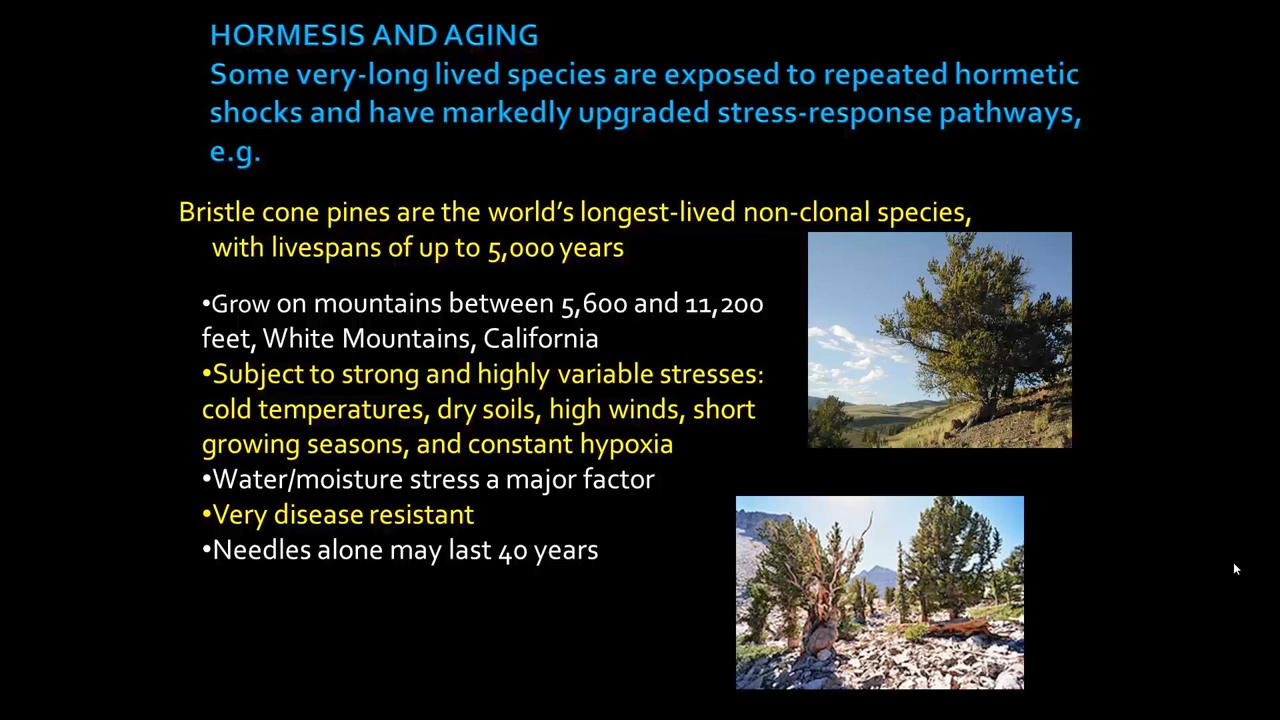 HORMESIS AND AGING
Some very-long lived species are exposed to repeated hormetic
shocks and have markedly upgraded stress-response pathways,
e.g.
Bristle cone pines are the world’s longest-lived non-clonal species,
with livespans of up to 5,000 years
•Grow on mountains between 5,600 and 11,200
feet, White Mountains, California
•Subject to strong and highly variable stresses:
cold temperatures, dry soils, high winds, short
growing seasons, and constant hypoxia
•Water/moisture stress a major factor
•Very disease resistant
•Needles alone may last 40 years